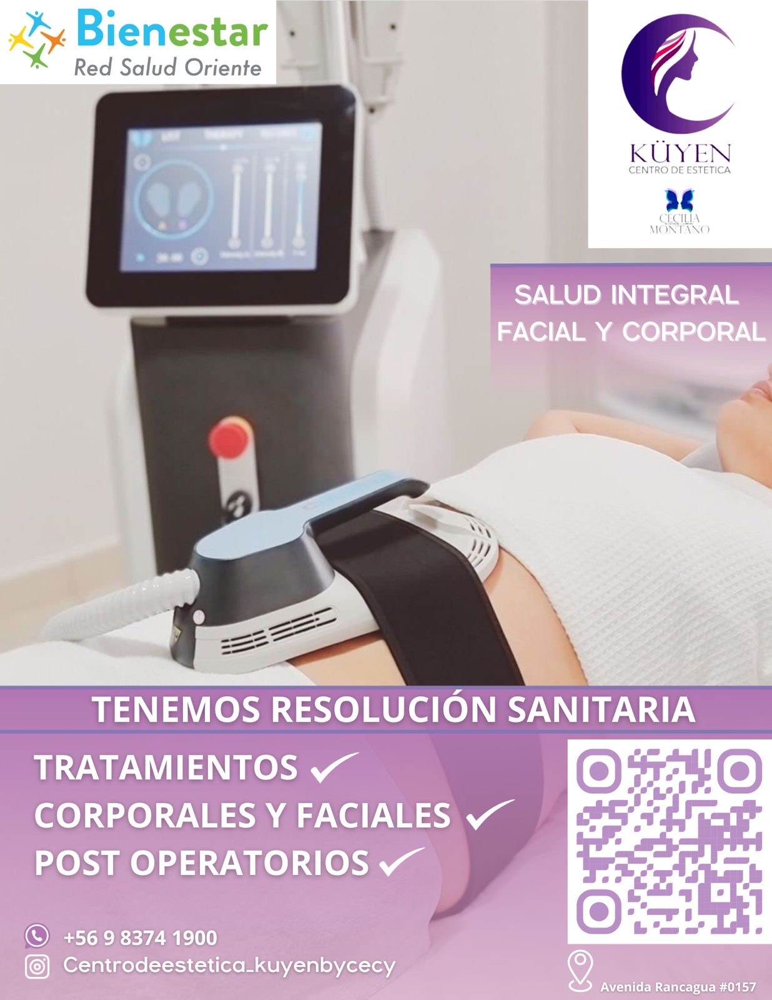 Bienestar
Red Salud Oriente
KÜYEN
CENTRO DE ESTETICA
CECILIA
MONTANO
SALUD INTEGRAL
FACIAL Y CORPORAL
TENEMOS RESOLUCIÓN SANITARIA
TRATAMIENTOS
CORPORALES Y FACIALES
POST OPERATORIOS
+56 9 8374 1900
Centrodeestetica_kuyenbycecy
Avenida Rancagua #0157